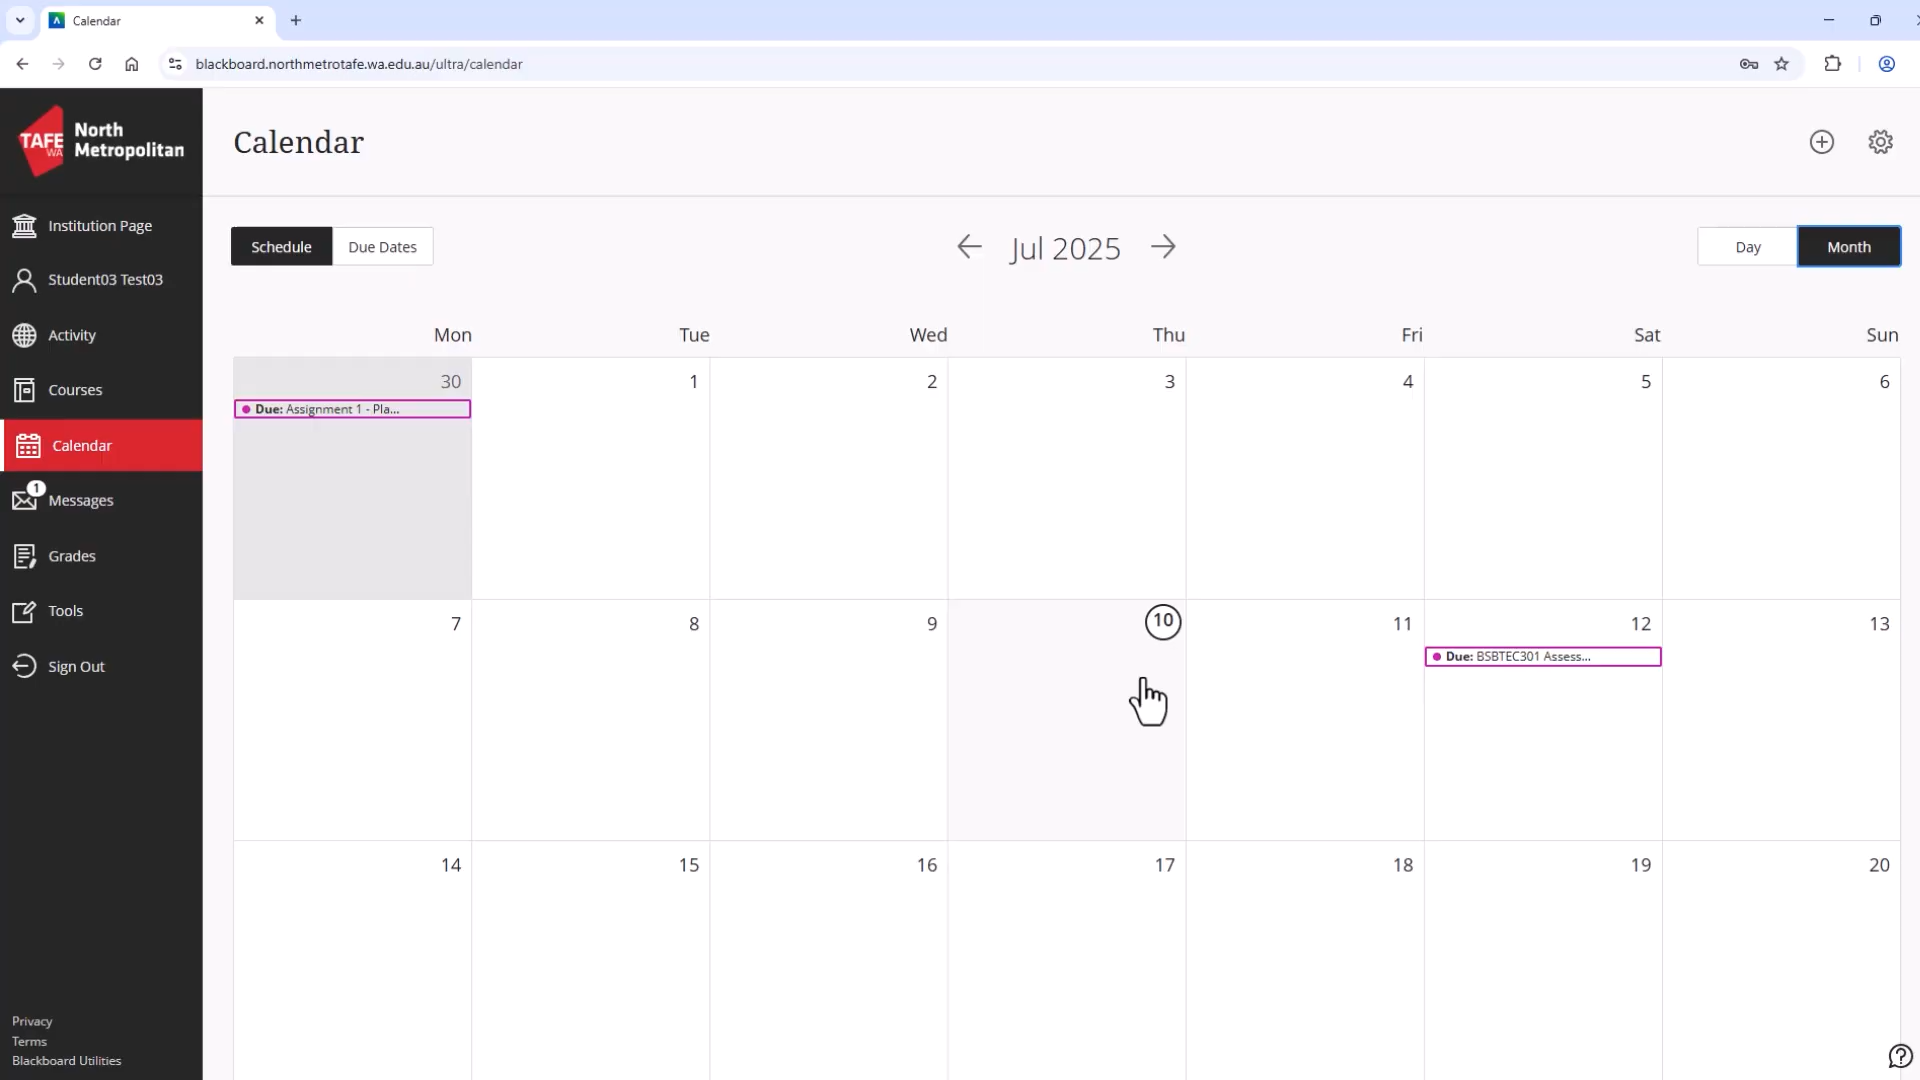 Calendar
blackboard.northmetrotafe.wa.edu.au/ultra/calendar
TAFE WA
North Metropolitan
Calendar
Institution Page
Student03 Test03
Activity
Courses
Calendar
1
Messages
Grades
Tools
Sign Out
Privacy
Terms
Blackboard Utilities
Schedule Due Dates Jul 2025 Day Month
Mon Tue Wed Thu Fri Sat Sun
30 1 2 3 4 5 6
Due: Assignment 1 - Pla...
7 8 9 10 11 12 13
Due: BSBTEC301 Assess...
14 15 16 17 18 19 20